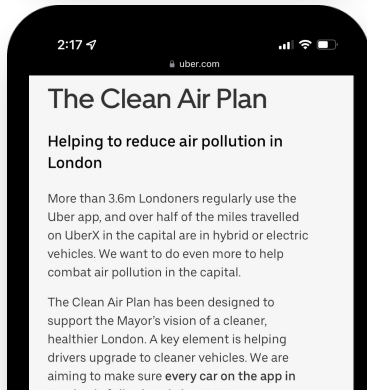 2:17
uber.com
The Clean Air Plan
Helping to reduce air pollution in
London
More than 3.6m Londoners regularly use the
Uber app, and over half of the miles travelled
on UberX in the capital are in hybrid or electric
vehicles. We want to do even more to help
combat air pollution in the capital.
The Clean Air Plan has been designed to
support the Mayor's vision of a cleaner,
healthier London. A key element is helping
drivers upgrade to cleaner vehicles. We are
aiming to make sure every car on the app in